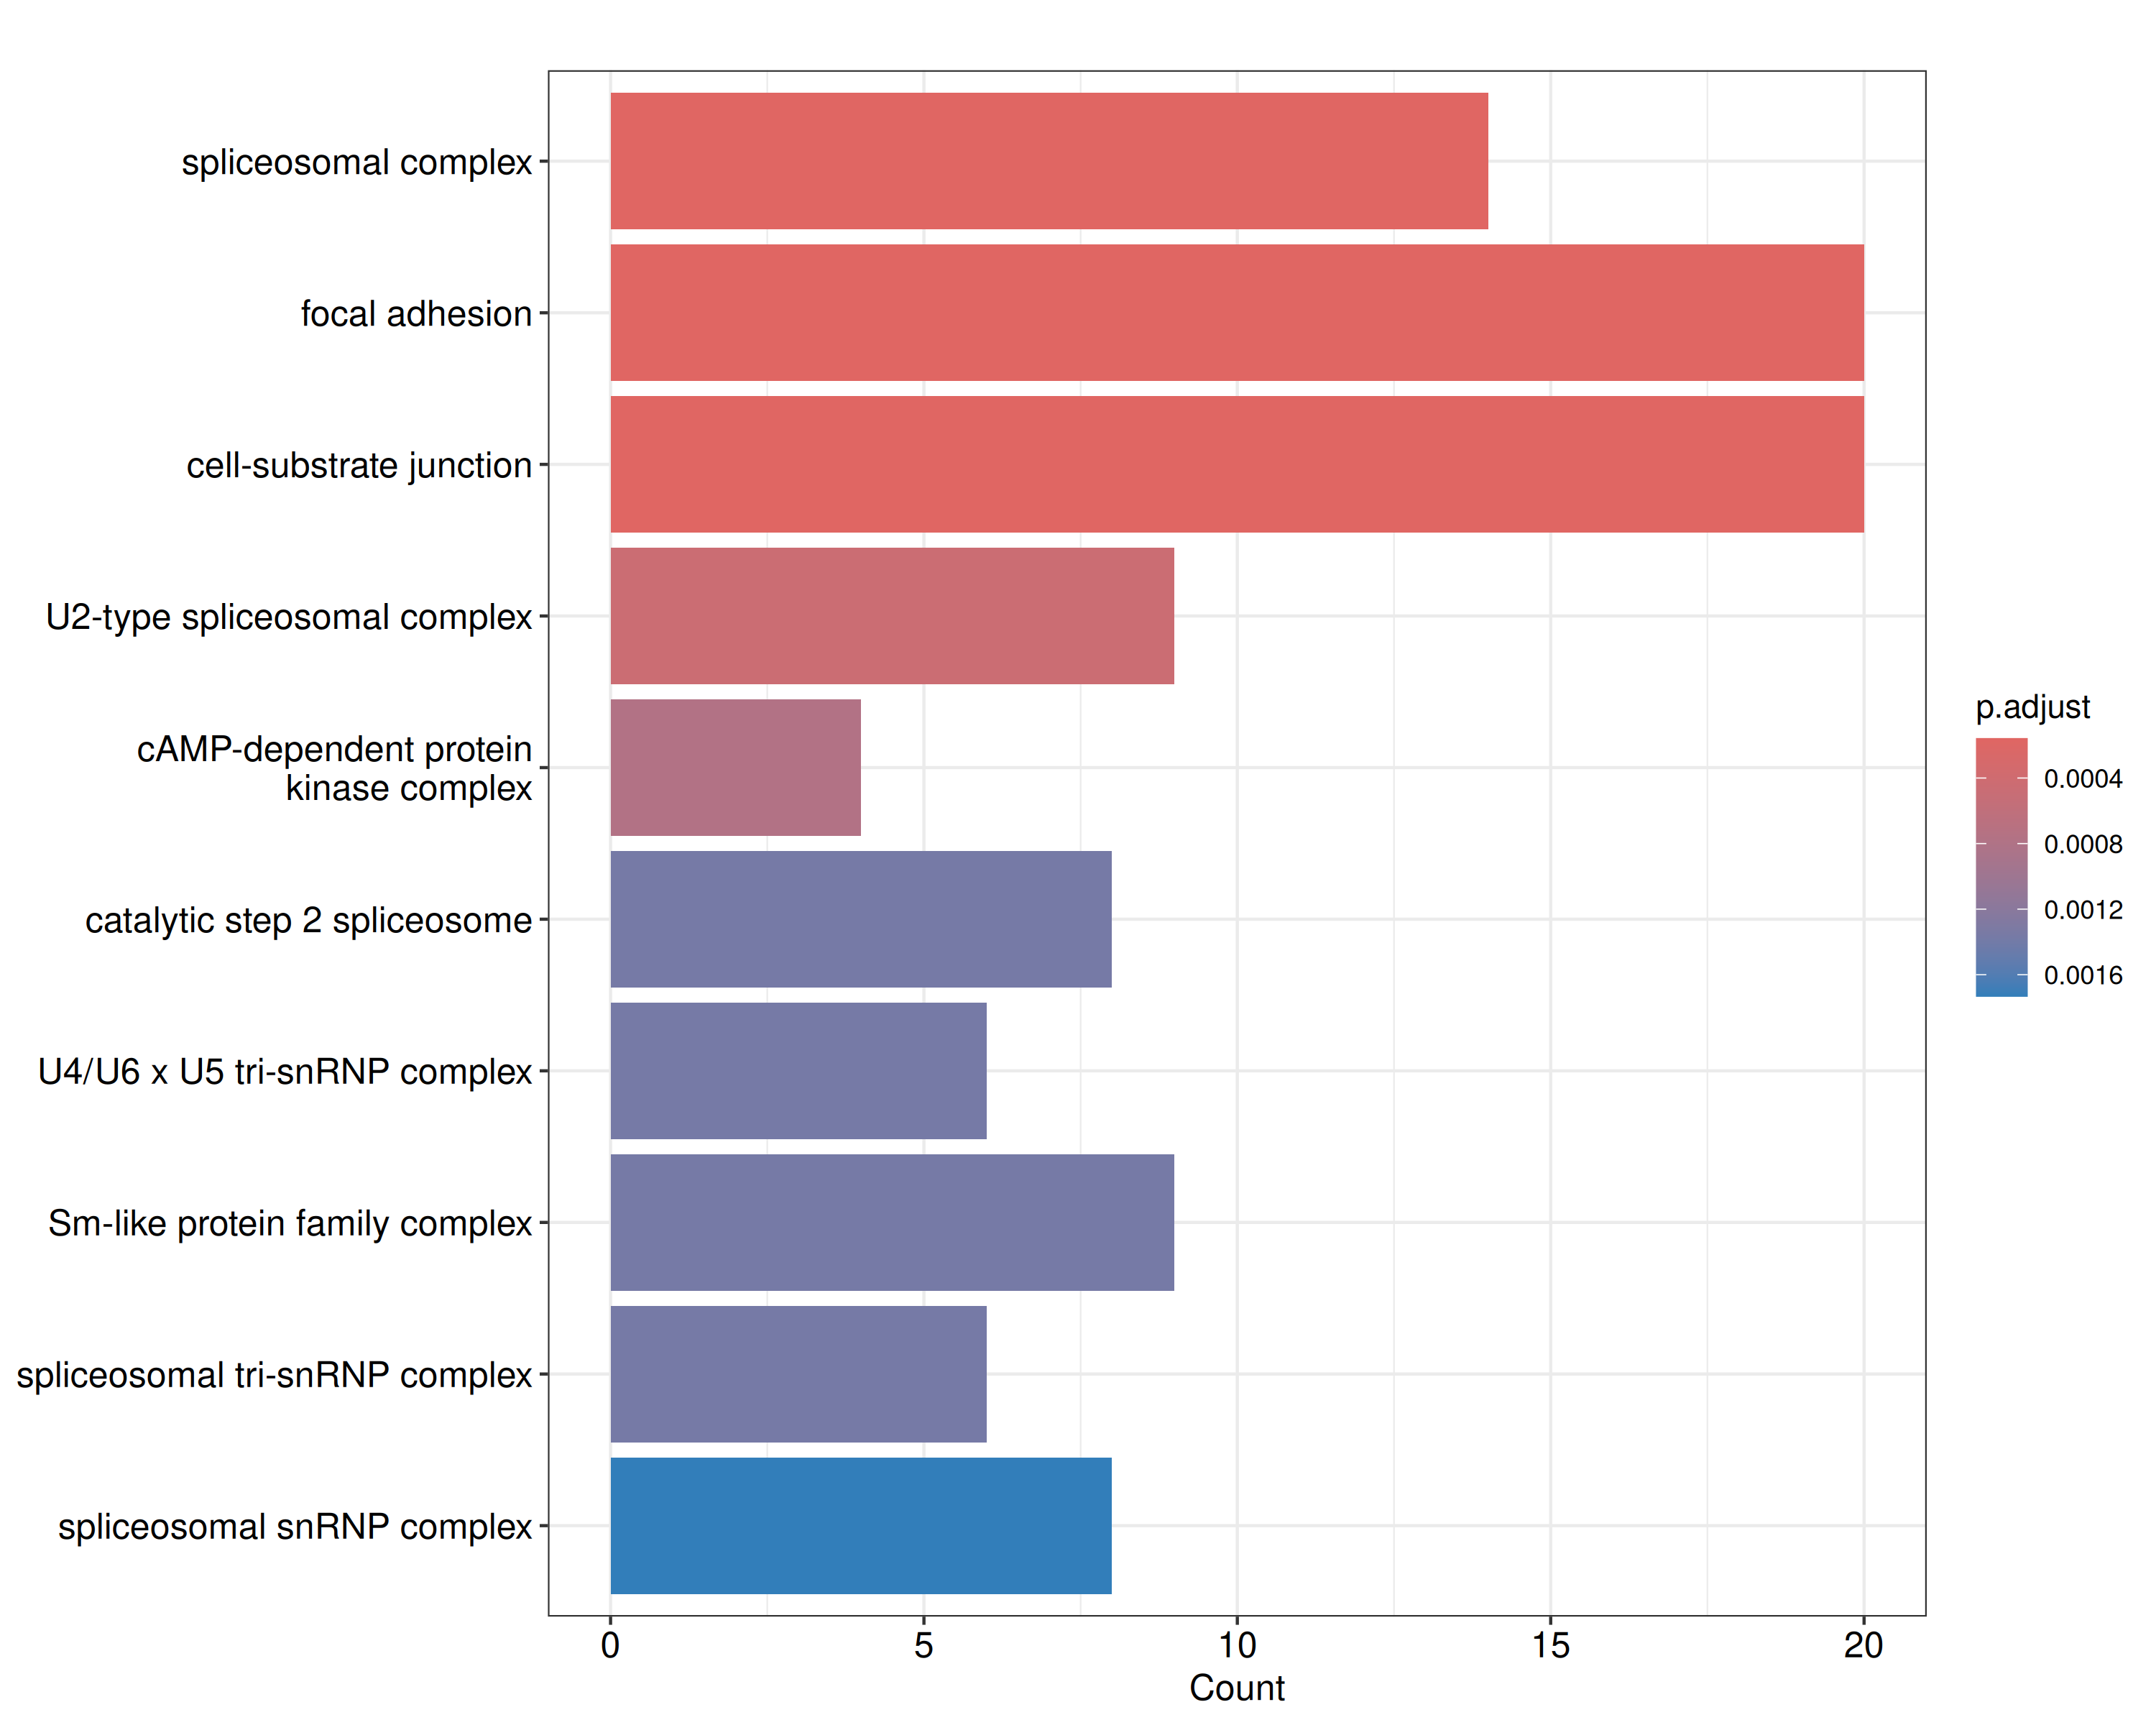 spliceosomal complex
focal adhesion
cell-substrate junction
U2-type spliceosomal complex
cAMP-dependent protein
kinase complex
catalytic step 2 spliceosome
U4/U6 x U5 tri-snRNP complex
Sm-like protein family complex
spliceosomal tri-snRNP complex
spliceosomal snRNP complex
0 5 10 15 20
Count
p.adjust
0.0004
0.0008
0.0012
0.0016